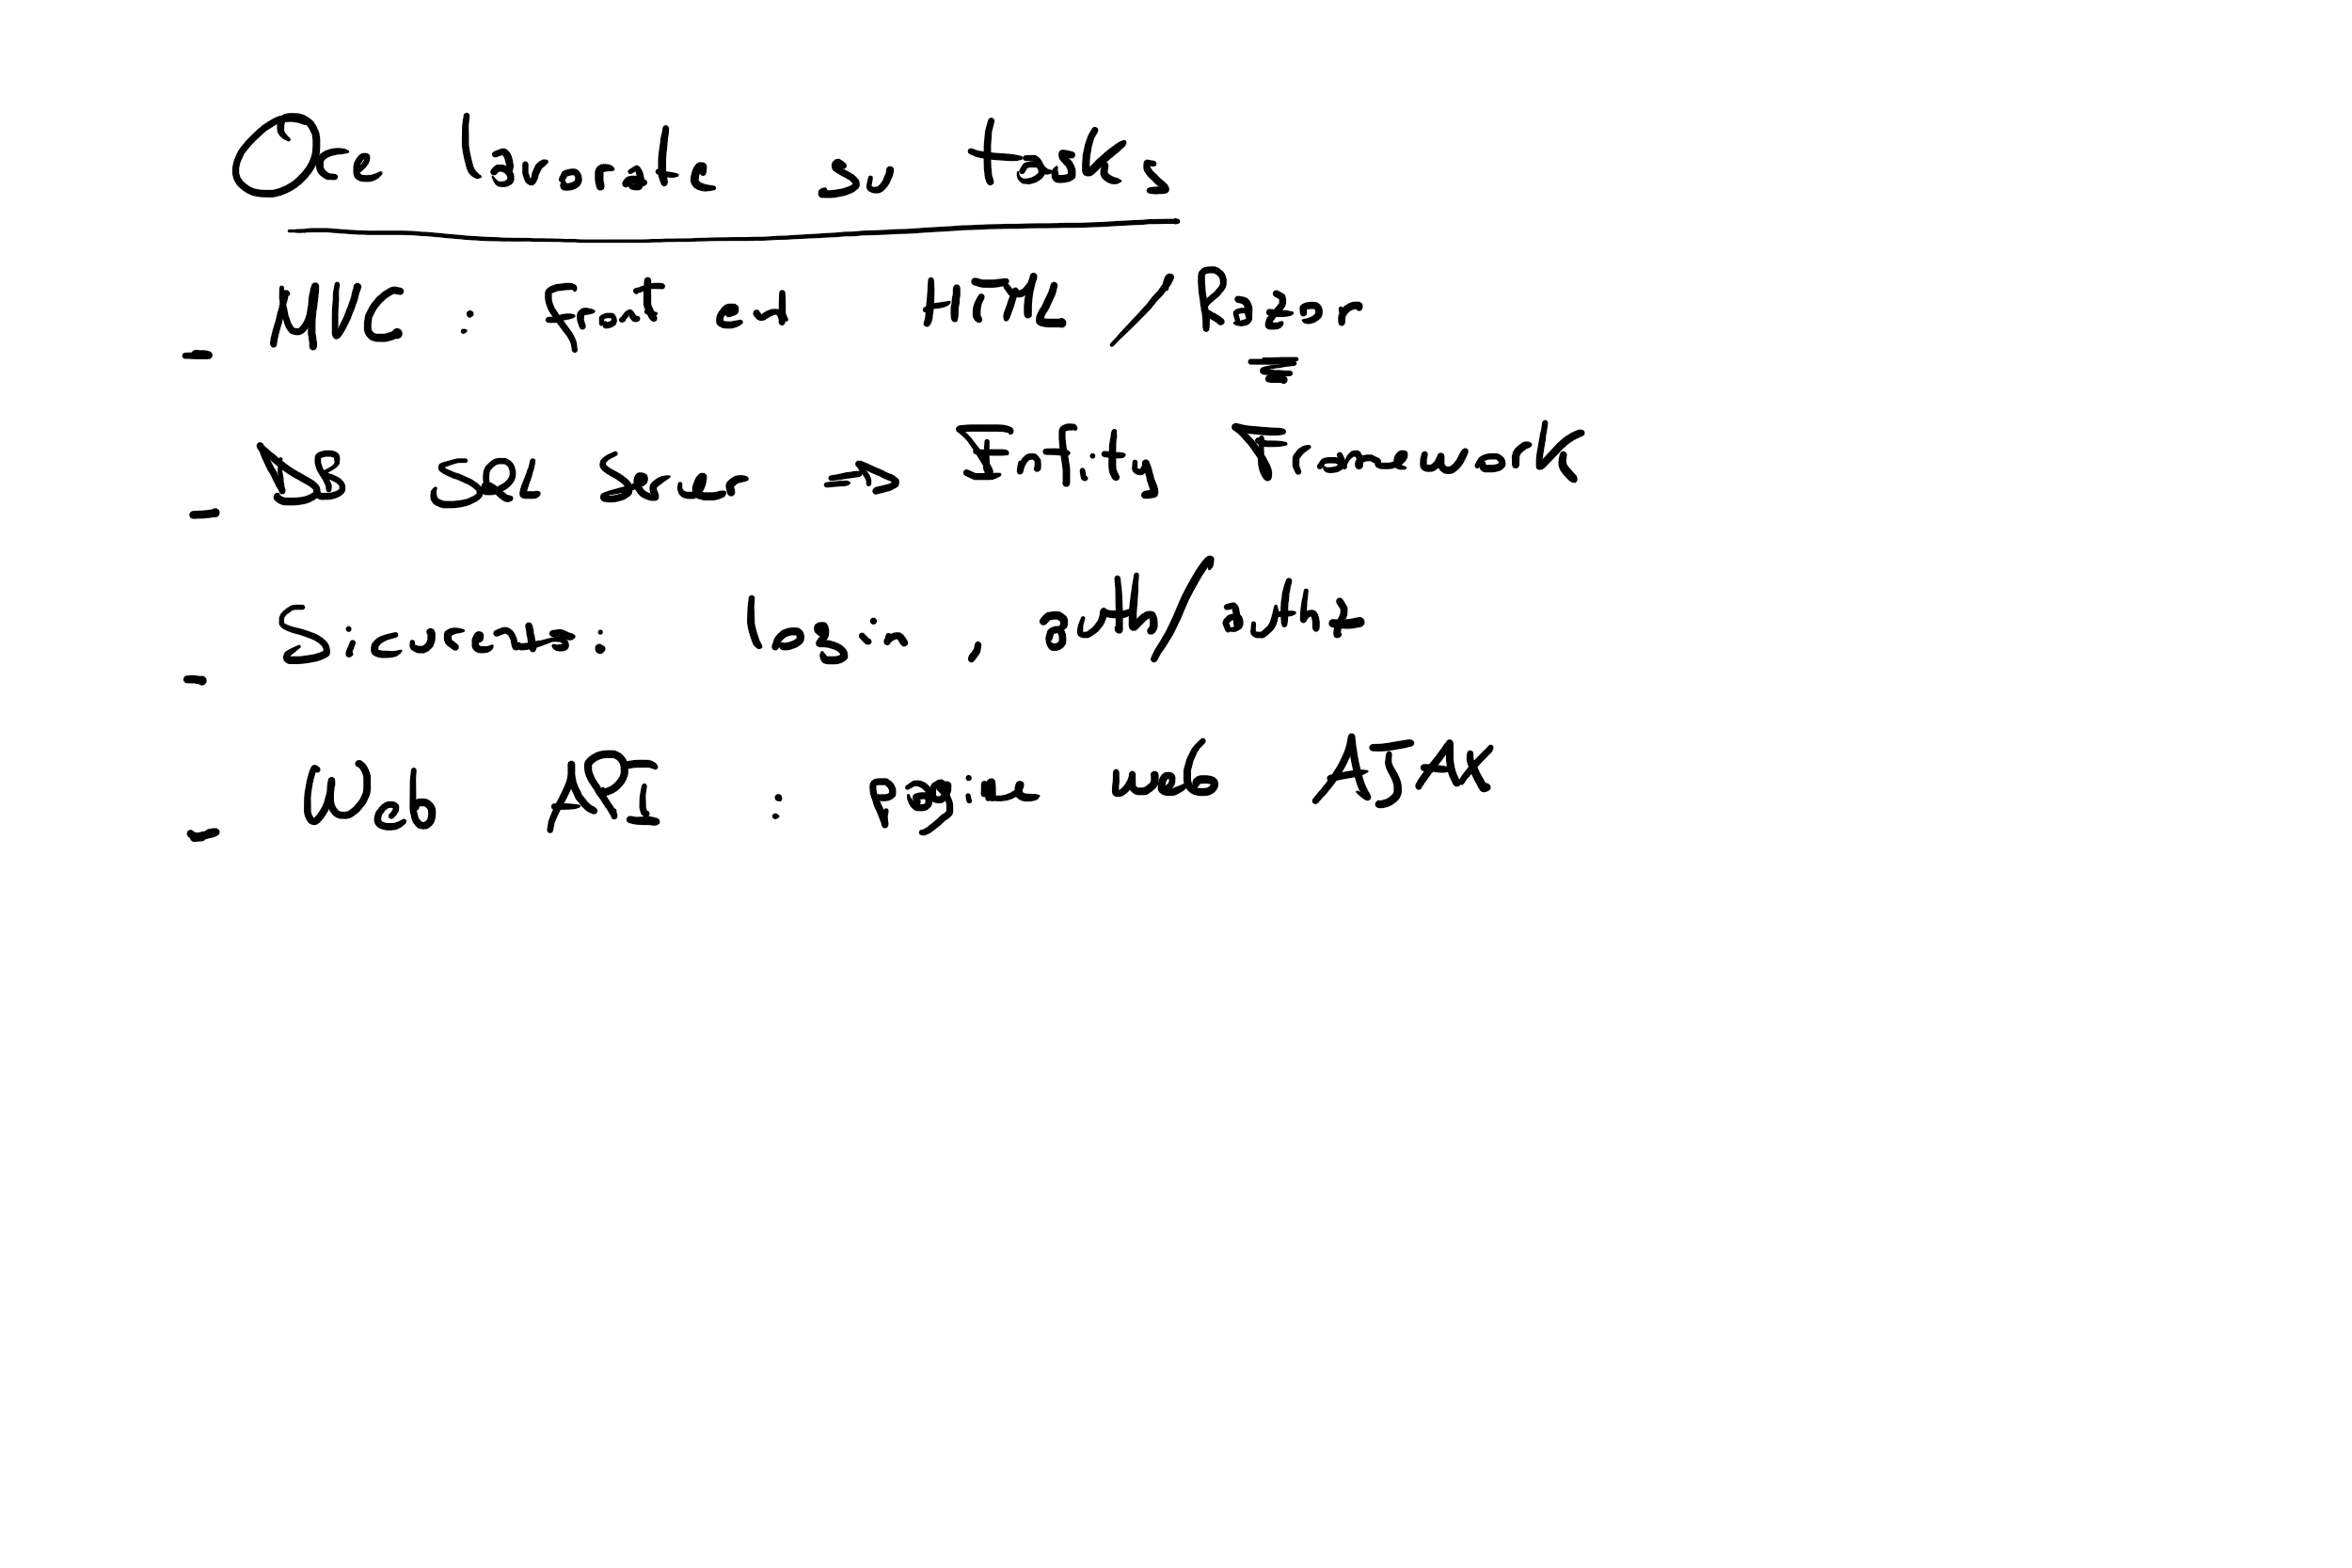 Ore lavorate su tasks
- MVC : Front end HTML / Razor
- DB SQL Server → Entity Framework
- Sicurezza: login, auth/authz
- Web API : pagine web AJAX